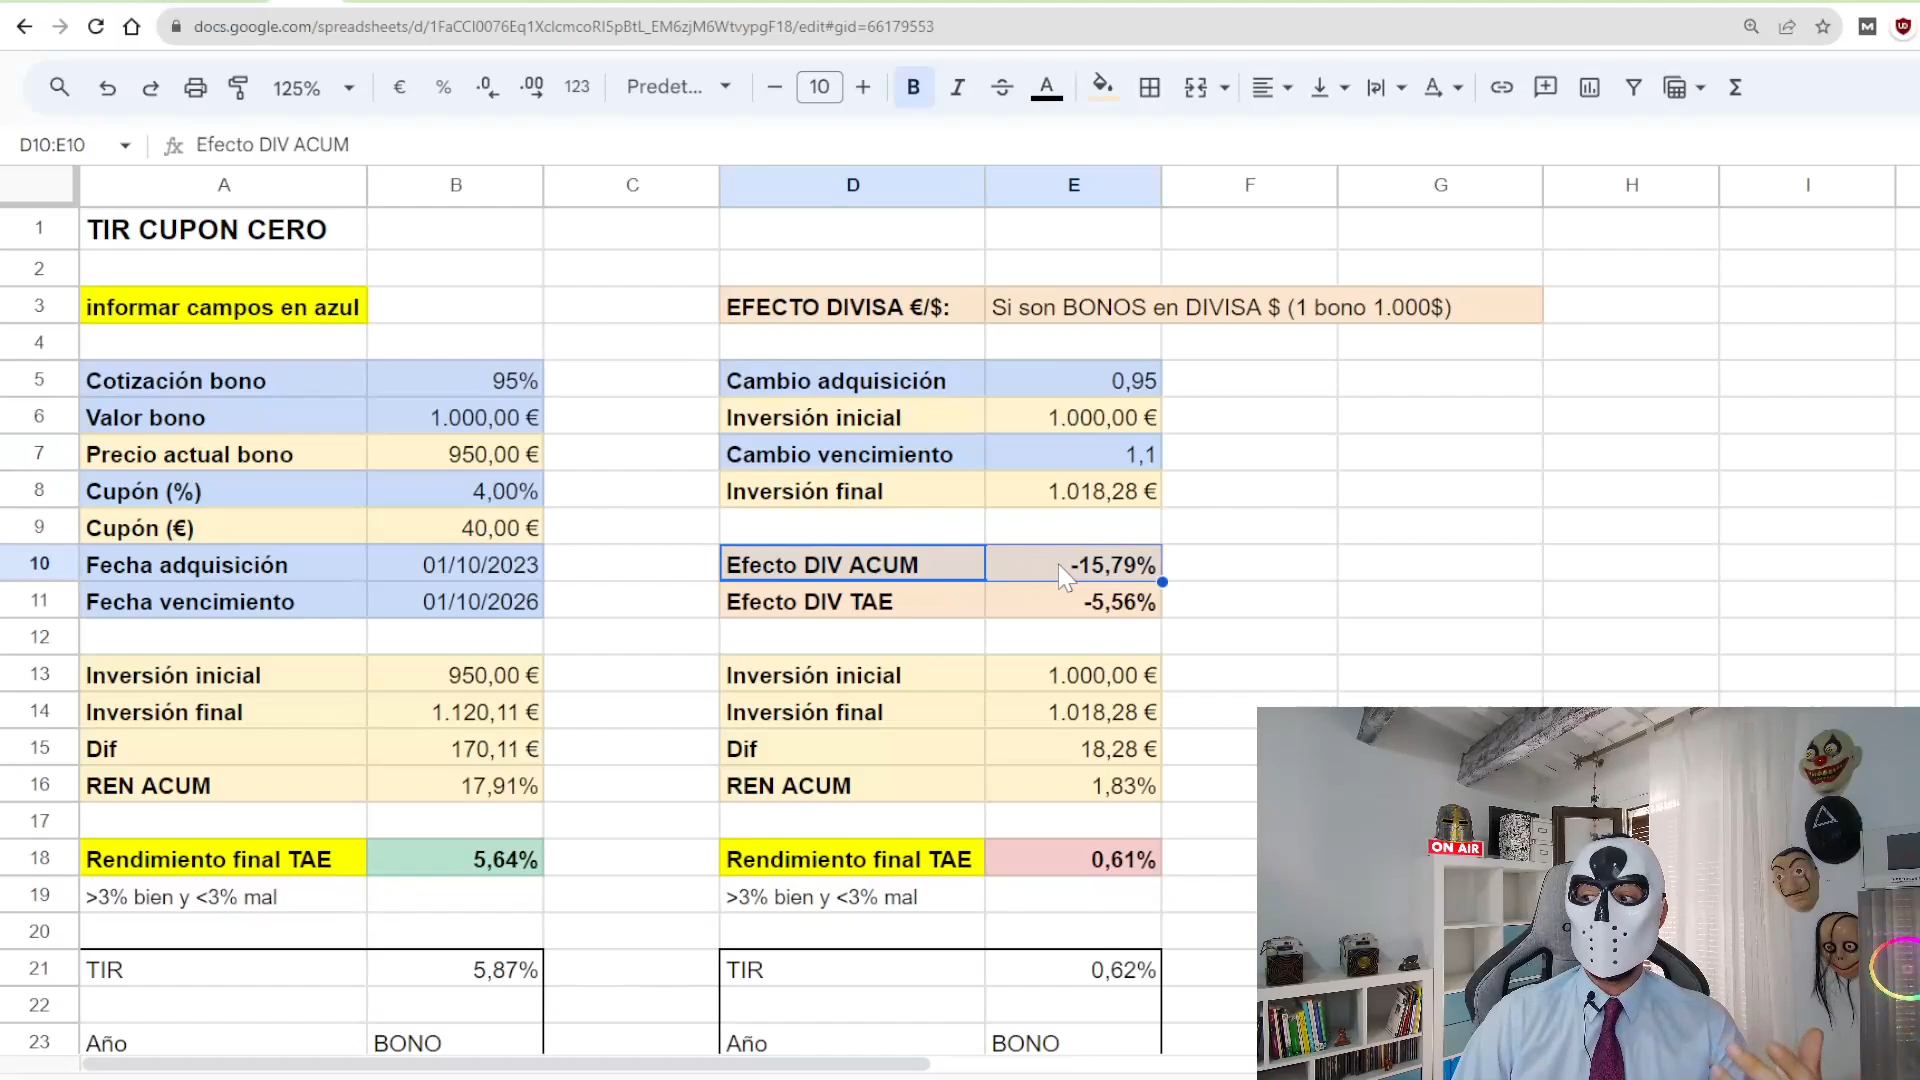 docs.google.com/spreadsheets/d/1FaCCI0076Eq1XclcmcoRI5pBtL_EM6zjM6WtvypgF18/edit#gid=66179553
125% € % .0 .00 123 Predet... 10 B I A A Σ
D10:E10 fx Efecto DIV ACUM
A B C D E F G H I
1 TIR CUPON CERO
2
3 informar campos en azul EFECTO DIVISA €/$: Si son BONOS en DIVISA $ (1 bono 1.000$)
4
5 Cotización bono 95% Cambio adquisición 0,95
6 Valor bono 1.000,00 € Inversión inicial 1.000,00 €
7 Precio actual bono 950,00 € Cambio vencimiento 1,1
8 Cupón (%) 4,00% Inversión final 1.018,28 €
9 Cupón (€) 40,00 €
10 Fecha adquisición 01/10/2023 Efecto DIV ACUM -15,79%
11 Fecha vencimiento 01/10/2026 Efecto DIV TAE -5,56%
12
13 Inversión inicial 950,00 € Inversión inicial 1.000,00 €
14 Inversión final 1.120,11 € Inversión final 1.018,28 €
15 Dif 170,11 € Dif 18,28 €
16 REN ACUM 17,91% REN ACUM 1,83%
17
18 Rendimiento final TAE 5,64% Rendimiento final TAE 0,61%
19 >3% bien y <3% mal >3% bien y <3% mal
20
21 TIR 5,87% TIR 0,62%
22
23 Año BONO Año BONO
ON AIR